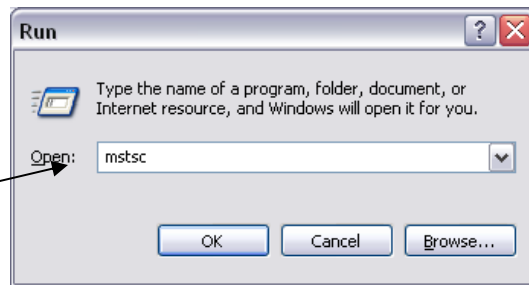 Run
?
X
Type the name of a program, folder, document, or
Internet resource, and Windows will open it for you.
Open: mstsc
OK Cancel Browse...